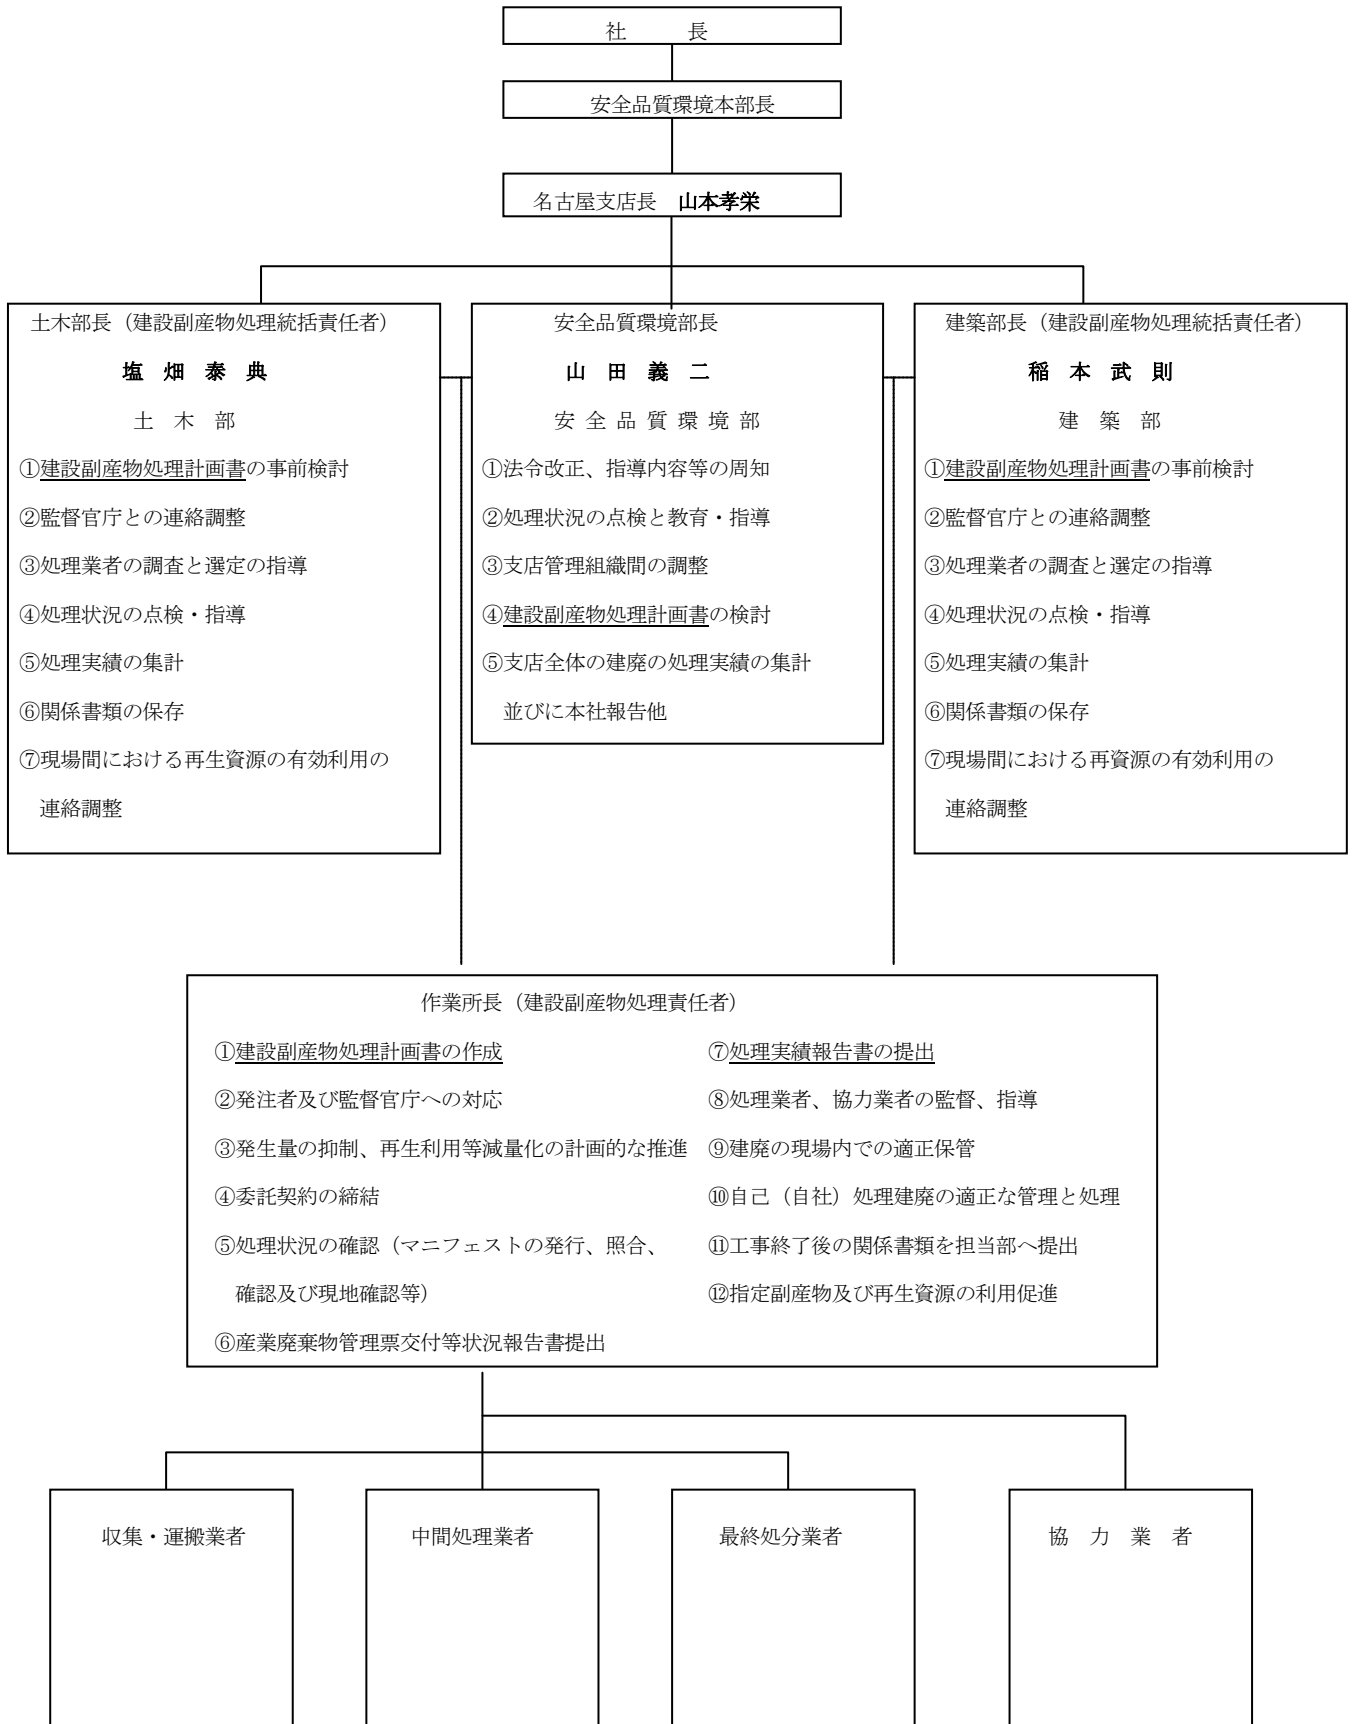 社　　　長
安全品質環境本部長
名古屋支店長　山本孝栄
土木部長（建設副産物処理統括責任者）
塩　畑　泰　典
土　木　部
①建設副産物処理計画書の事前検討
②監督官庁との連絡調整
③処理業者の調査と選定の指導
④処理状況の点検・指導
⑤処理実績の集計
⑥関係書類の保存
⑦現場間における再生資源の有効利用の
連絡調整
安全品質環境部長
山　田　義　二
安 全 品 質 環 境 部
①法令改正、指導内容等の周知
②処理状況の点検と教育・指導
③支店管理組織間の調整
④建設副産物処理計画書の検討
⑤支店全体の建廃の処理実績の集計
並びに本社報告他
建築部長（建設副産物処理統括責任者）
稲　本　武　則
建　築　部
①建設副産物処理計画書の事前検討
②監督官庁との連絡調整
③処理業者の調査と選定の指導
④処理状況の点検・指導
⑤処理実績の集計
⑥関係書類の保存
⑦現場間における再資源の有効利用の
連絡調整
作業所長（建設副産物処理責任者）
①建設副産物処理計画書の作成
②発注者及び監督官庁への対応
③発生量の抑制、再生利用等減量化の計画的な推進
④委託契約の締結
⑤処理状況の確認（マニフェストの発行、照合、
確認及び現地確認等）
⑥産業廃棄物管理票交付等状況報告書提出
⑦処理実績報告書の提出
⑧処理業者、協力業者の監督、指導
⑨建廃の現場内での適正保管
⑩自己（自社）処理建廃の適正な管理と処理
⑪工事終了後の関係書類を担当部へ提出
⑫指定副産物及び再生資源の利用促進
収集・運搬業者
中間処理業者
最終処分業者
協　力　業　者